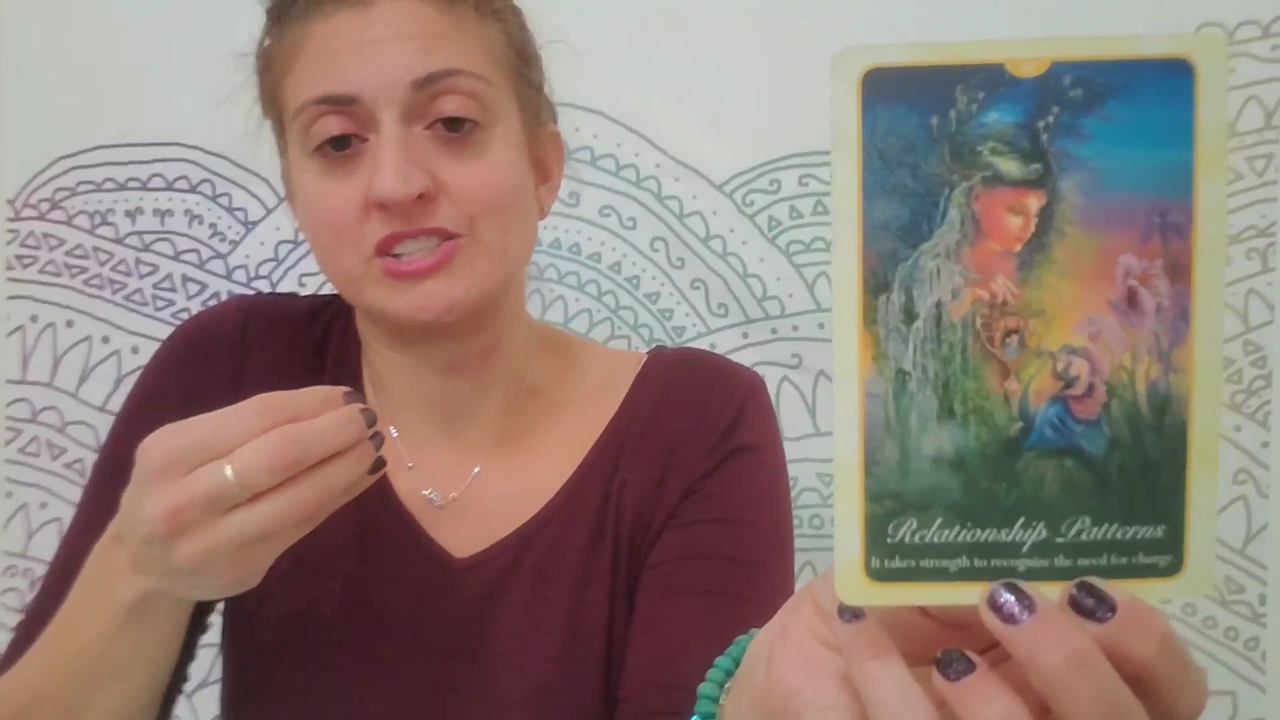 Relationship Patterns
It takes strength to recognize the need for change.